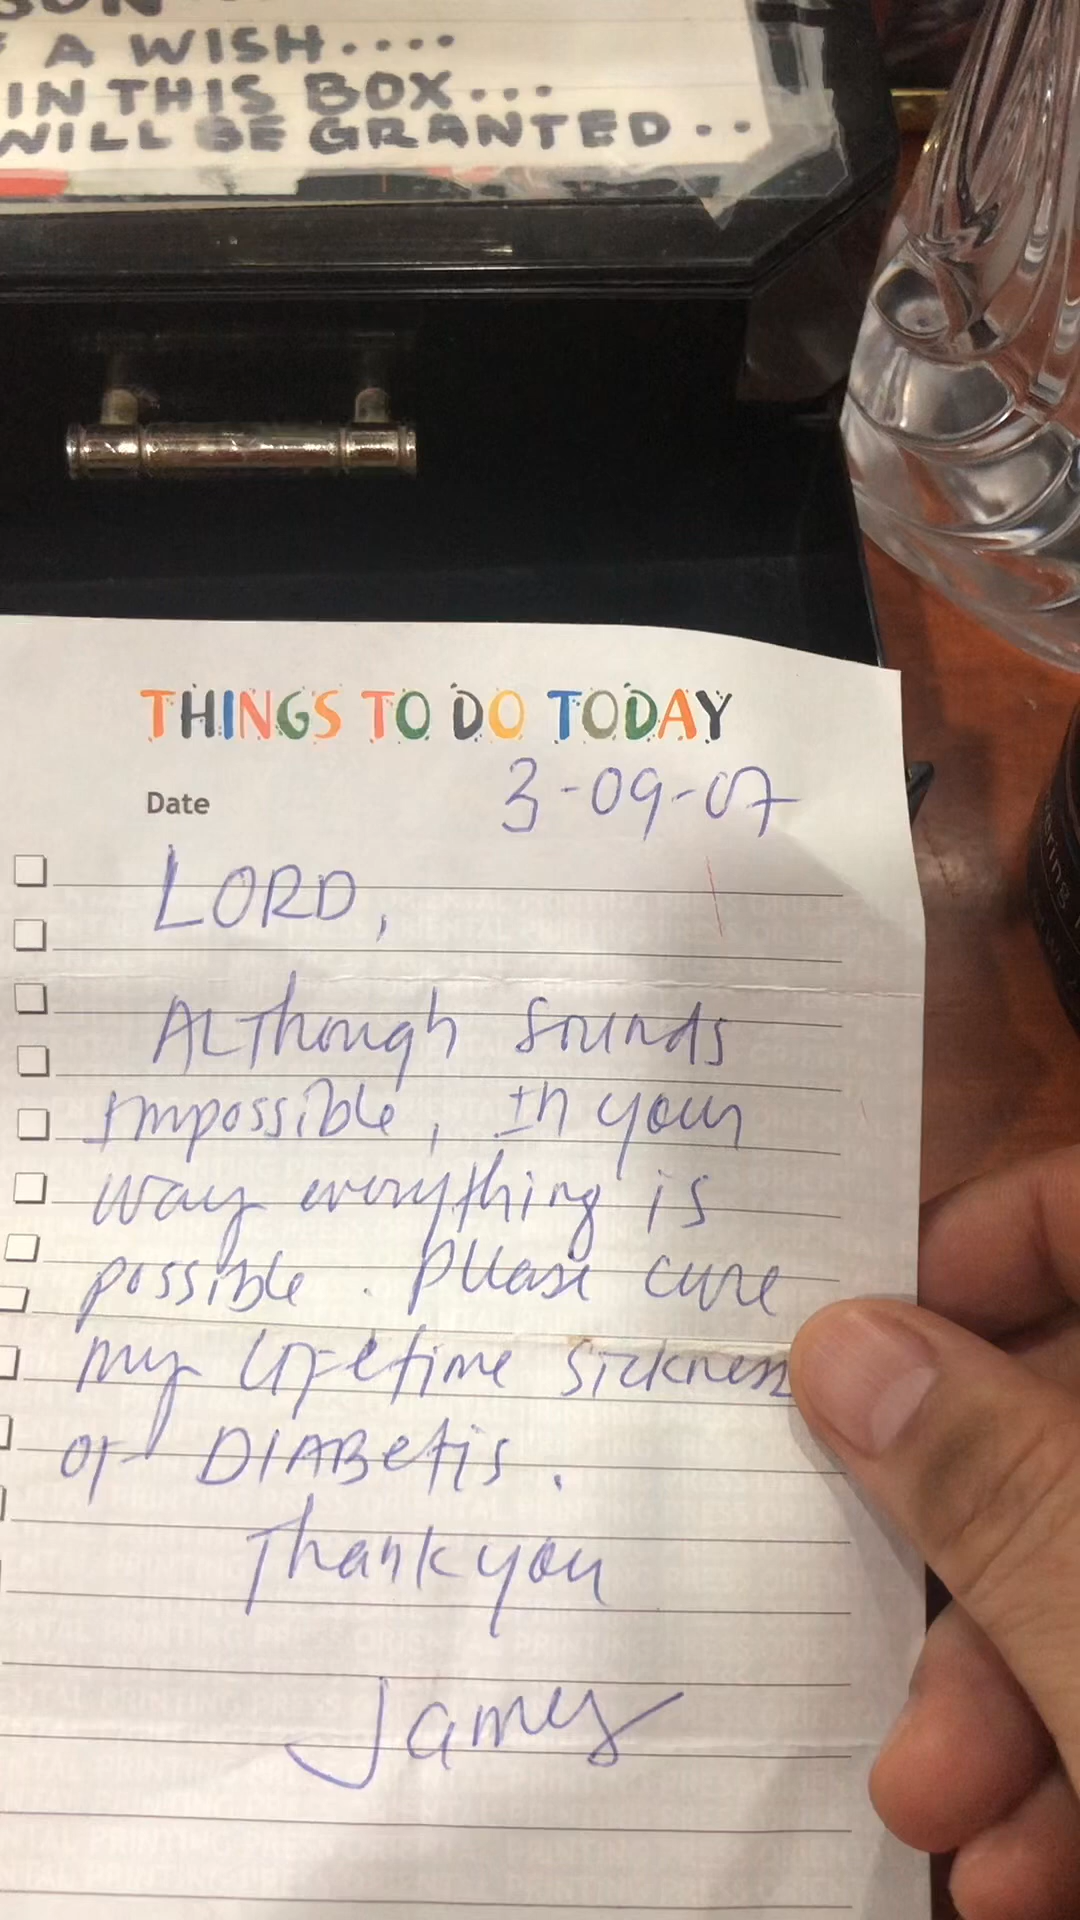 A WISH....
IN THIS BOX...
WILL BE GRANTED..
THINGS TO DO TODAY
Date 3-09-07
LORD,
ALThough sounds
Impossible, In your
way everything is
possible. please cure
my Lifetime sickness
of DIABetis.
Thank you
James